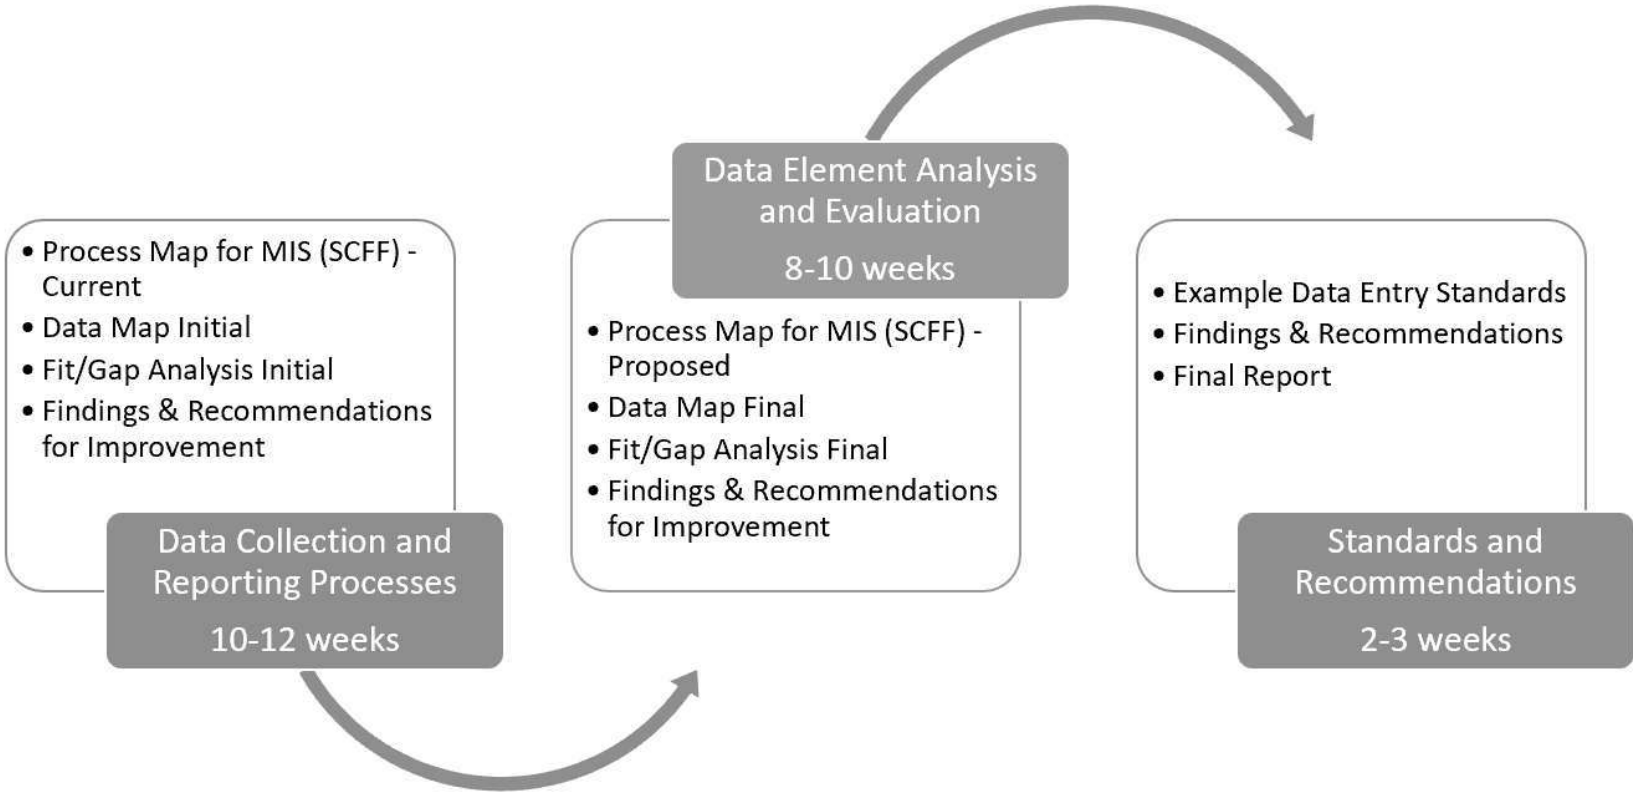 • Process Map for MIS (SCFF) -
Current
• Data Map Initial
• Fit/Gap Analysis Initial
• Findings & Recommendations
for Improvement
Data Collection and
Reporting Processes
10-12 weeks
Data Element Analysis
and Evaluation
8-10 weeks
• Process Map for MIS (SCFF) -
Proposed
• Data Map Final
• Fit/Gap Analysis Final
• Findings & Recommendations
for Improvement
• Example Data Entry Standards
• Findings & Recommendations
• Final Report
Standards and
Recommendations
2-3 weeks